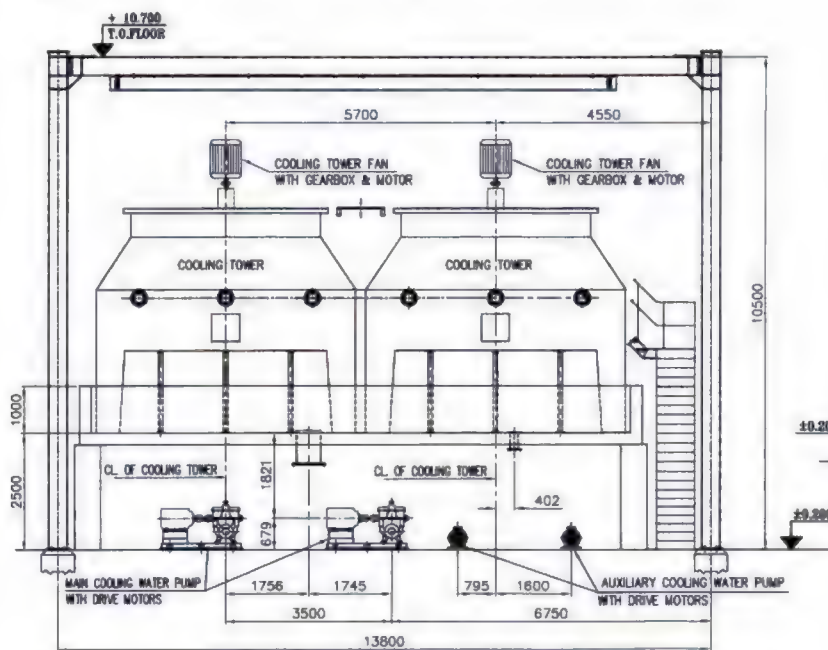 + 10.700
T.O.FLOOR
5700
4550
COOLING TOWER FAN
WITH GEARBOX & MOTOR
COOLING TOWER FAN
WITH GEARBOX & MOTOR
COOLING TOWER
COOLING TOWER
10500
1000
2500
CL. OF COOLING TOWER
1821
679
CL. OF COOLING TOWER
402
±0.20
±0.200
MAIN COOLING WATER PUMP
WITH DRIVE MOTORS
1756
1745
795
1600
AUXILIARY COOLING WATER PUMP
WITH DRIVE MOTORS
3500
6750
13800